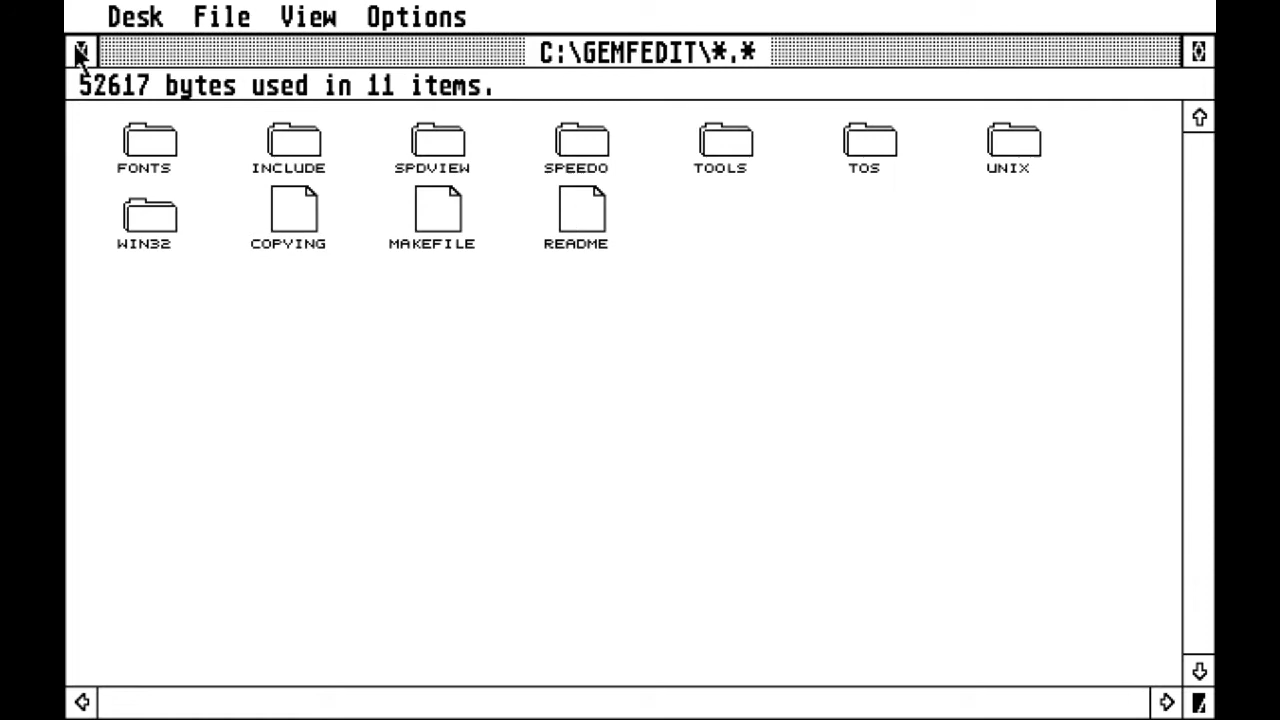 Desk File View Options
C:\GEMFEDIT\*.*
52617 bytes used in 11 items.
FONTS INCLUDE SPDVIEW SPEEDO TOOLS TOS UNIX
WIN32 COPYING MAKEFILE README